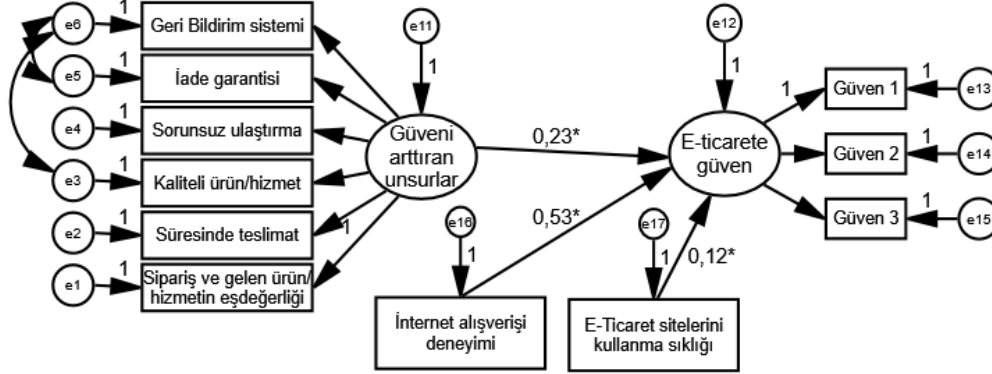 e6
1
Geri Bildirim sistemi
e5
1
İade garantisi
e4
1
Sorunsuz ulaştırma
e3
1
Kaliteli ürün/hizmet
e2
1
Süresinde teslimat
e1
1
Sipariş ve gelen ürün/
hizmetin eşdeğerliği
1
e11
1
Güveni
arttıran
unsurlar
0,23*
e12
1
E-ticarete
güven
1
Güven 1
1
e13
Güven 2
1
e14
Güven 3
1
e15
0,53*
0,12*
e16
1
İnternet alışverişi
deneyimi
e17
1
E-Ticaret sitelerini
kullanma sıklığı